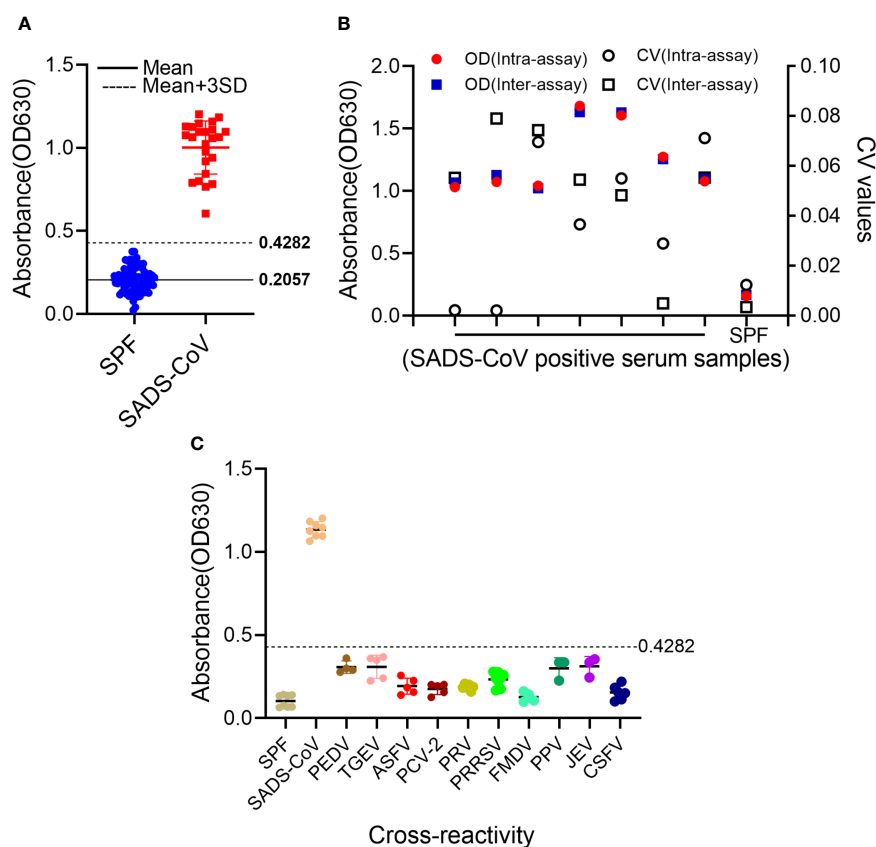 A
Absorbance(OD630)
1.5
1.0
0.5
0.0
Mean
Mean+3SD
0.4282
0.2057
SPF
SADS-CoV
B
OD(Intra-assay)
OD(Inter-assay)
CV(Intra-assay)
CV(Inter-assay)
Absorbance(OD630)
2.0
1.5
1.0
0.5
0.0
0.10
0.08
0.06
0.04
0.02
0.00
CV values
SPF
(SADS-CoV positive serum samples)
C
Absorbance(OD630)
1.5
1.0
0.5
0.0
0.4282
SPF
SADS-CoV
PEDV
TGEV
ASFV
PCV-2
PRV
PRRSV
FMDV
PPV
JEV
CSFV
Cross-reactivity